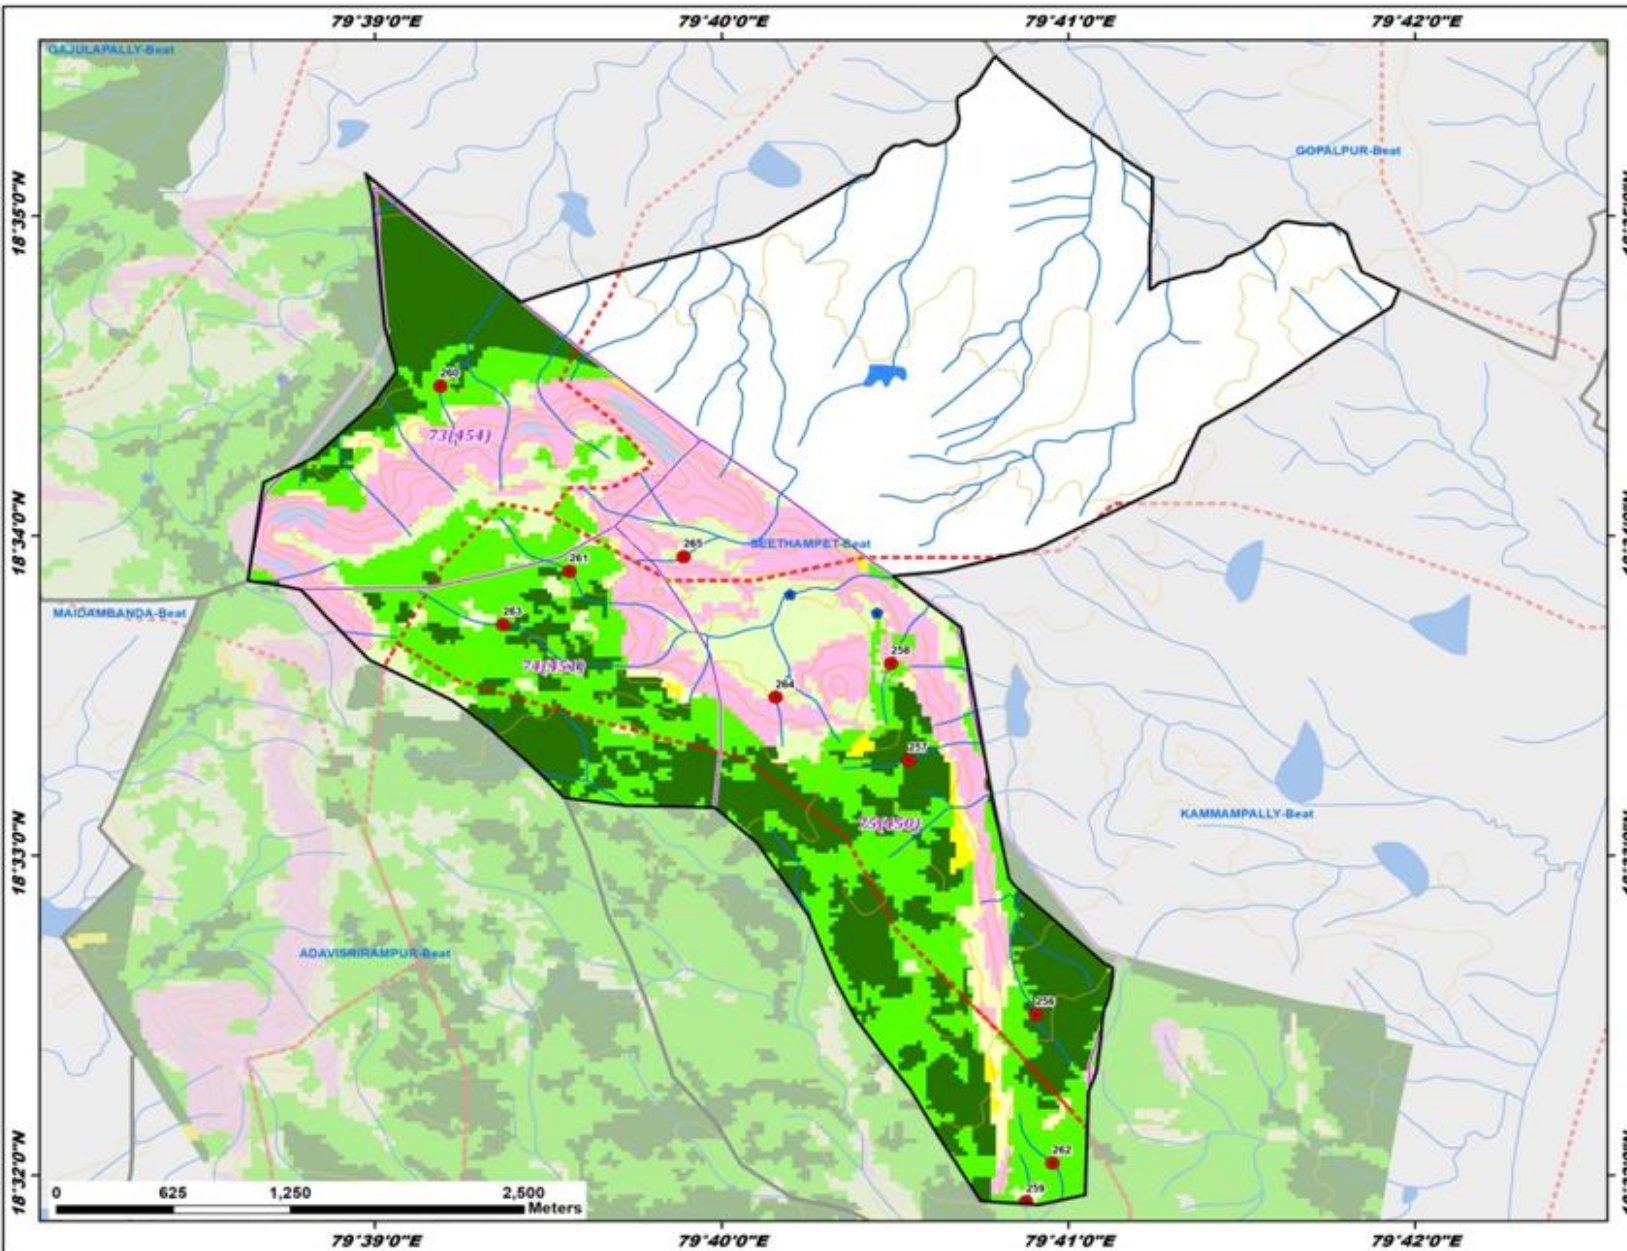 79°39'0"E 79°40'0"E 79°41'0"E 79°42'0"E
GAJULAPALLY-Beat
GOPALPUR-Beat
18°35'0"N
260
73(454)
18°34'0"N
265
SEETHAMPET-Beat
261
MAIDAMBANDA-Beat
263
258
74(451)
264
257
KAMMAMPALLY-Beat
75(450)
18°33'0"N
ADAVISRIRAMPUR-Beat
256
262
18°32'0"N
259
0 625 1,250 2,500
Meters
79°39'0"E 79°40'0"E 79°41'0"E 79°42'0"E